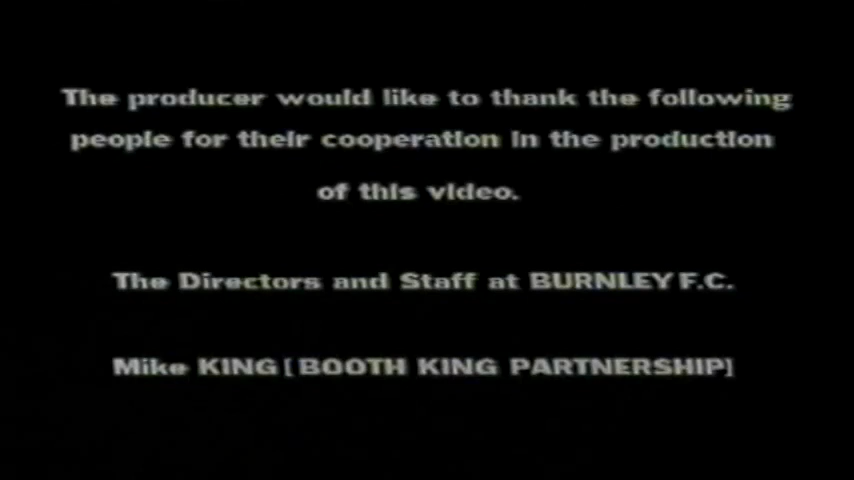 The producer would like to thank the following
people for their cooperation in the production
of this video.
The Directors and Staff at BURNLEY F.C.
Mike KING [BOOTH KING PARTNERSHIP]